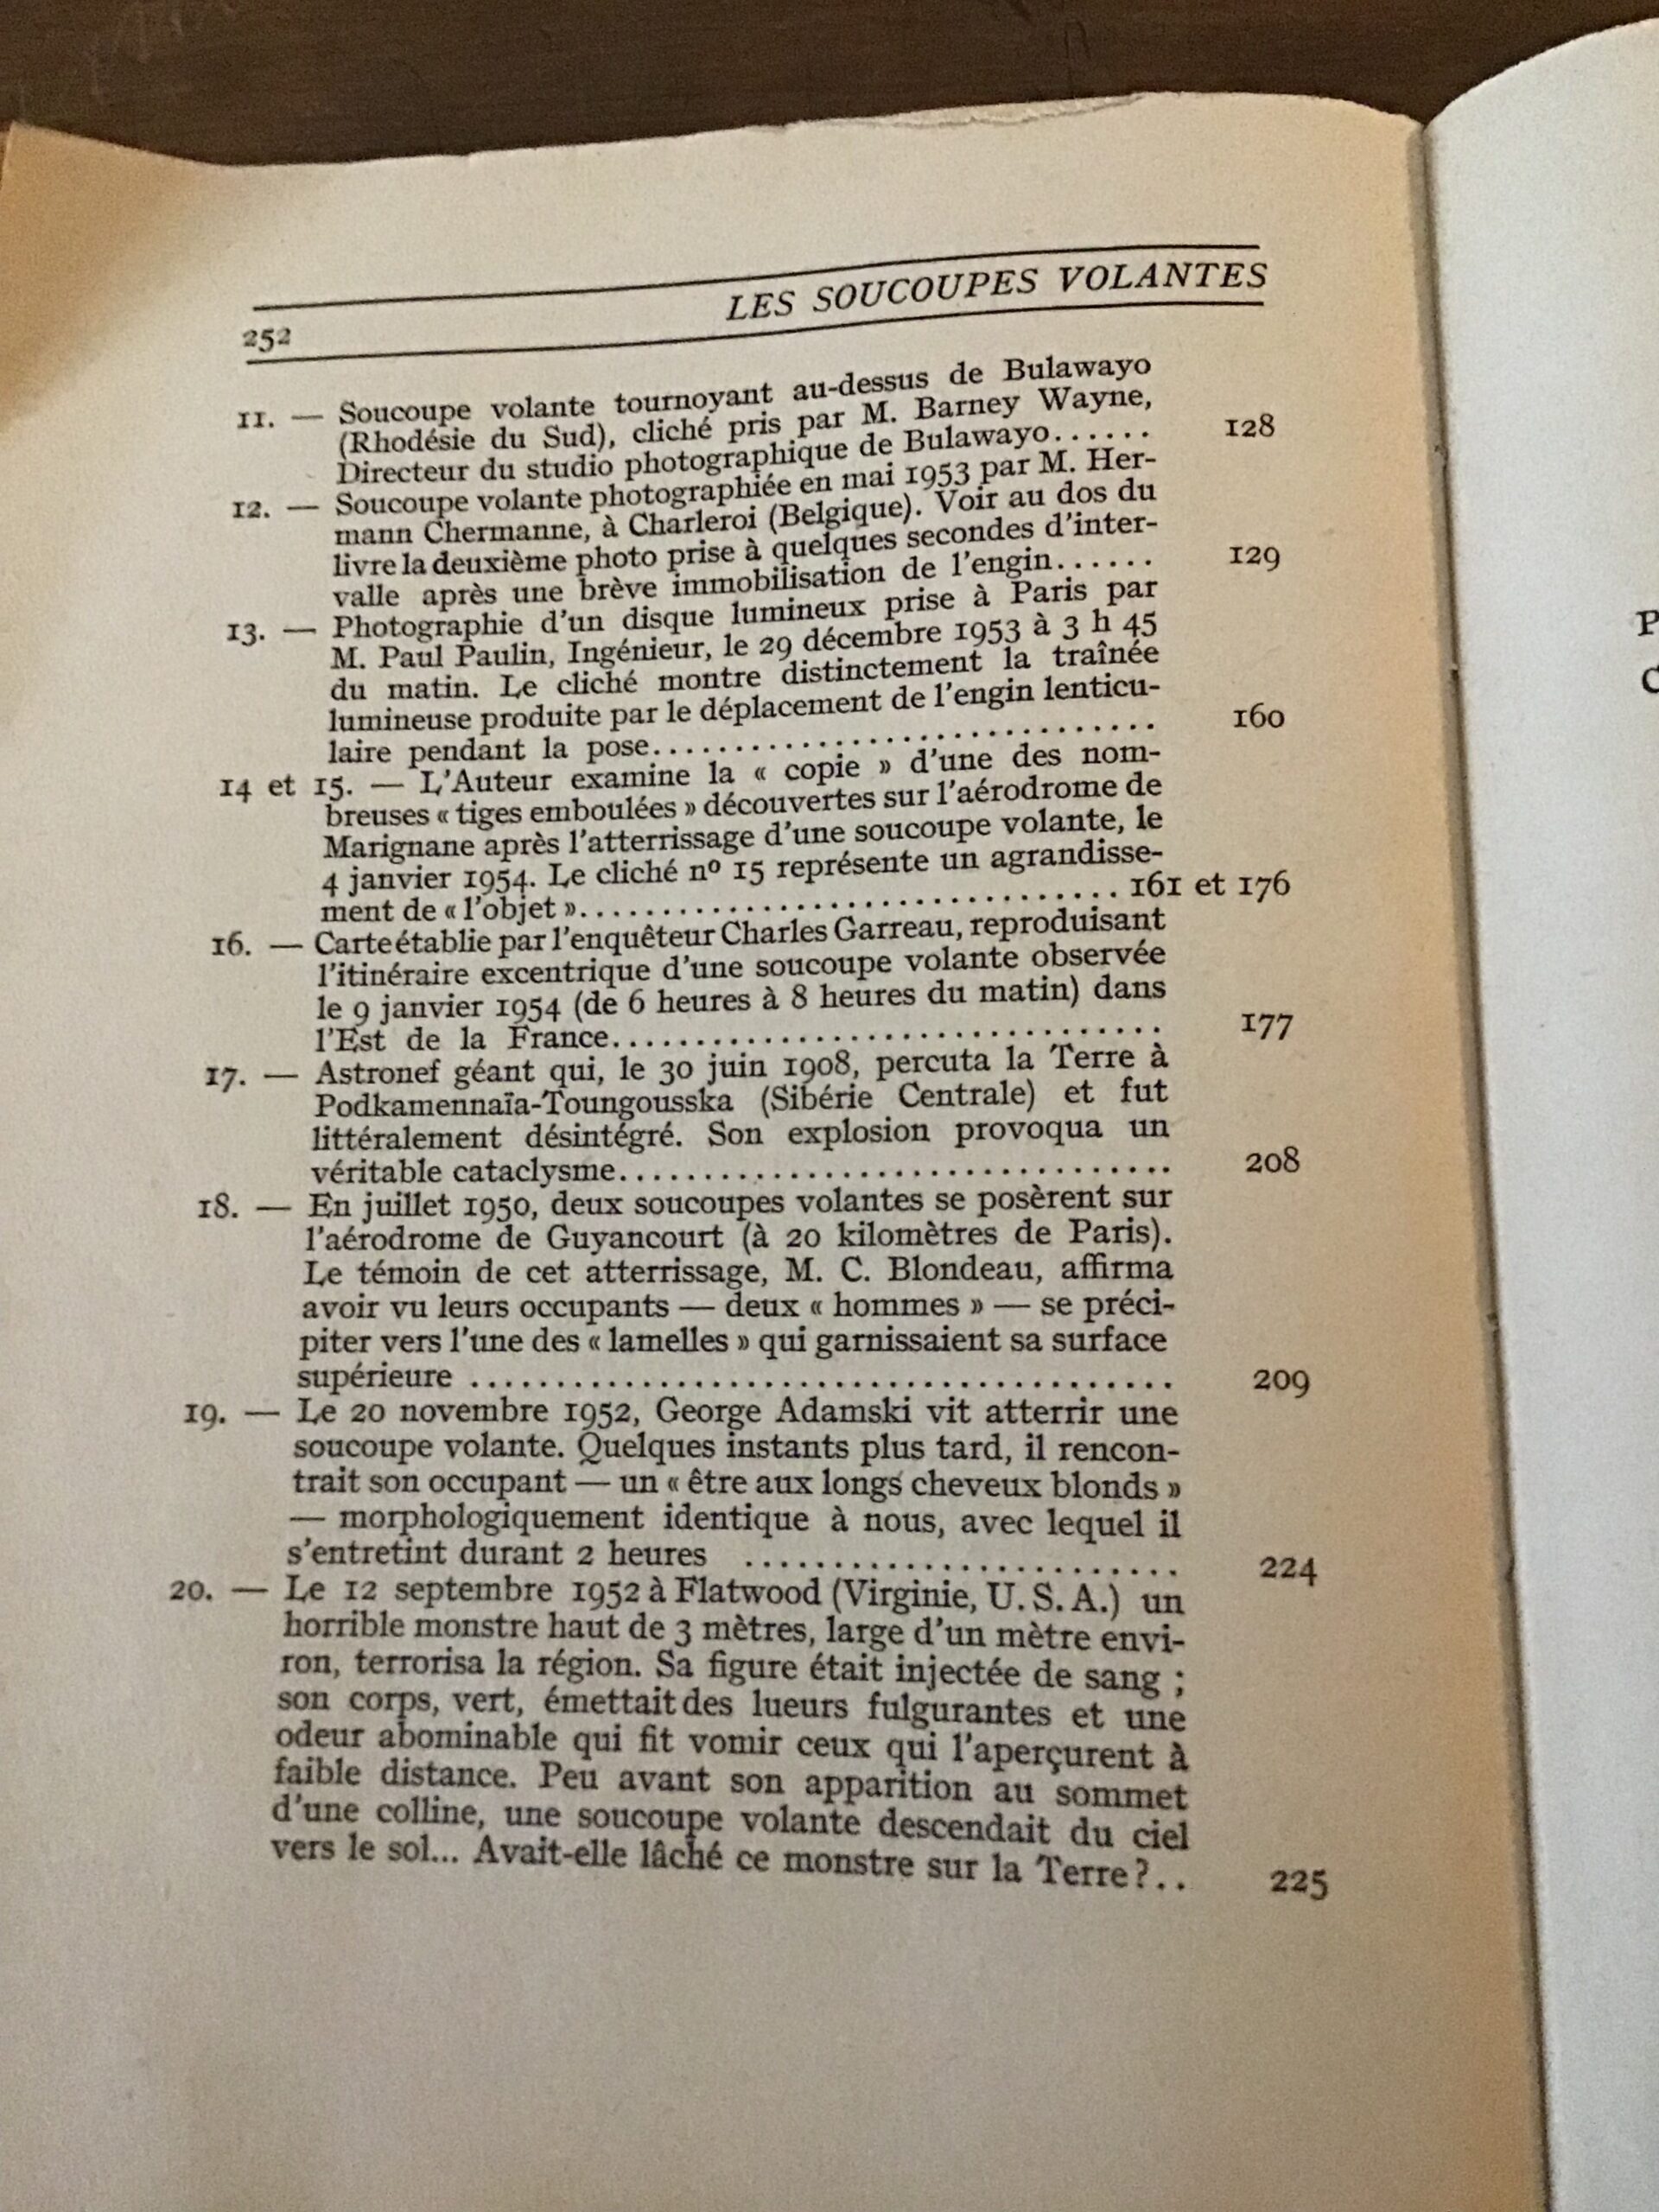 252
LES SOUCOUPES VOLANTES
11. — Soucoupe volante tournoyant au-dessus de Bulawayo
(Rhodésie du Sud), cliché pris par M. Barney Wayne,
Directeur du studio photographique de Bulawayo...... 128
12. — Soucoupe volante photographiée en mai 1953 par M. Her-
mann Chermanne, à Charleroi (Belgique). Voir au dos du
livre la deuxième photo prise à quelques secondes d'inter-
valle après une brève immobilisation de l'engin...... 129
13. — Photographie d'un disque lumineux prise à Paris par
M. Paul Paulin, Ingénieur, le 29 décembre 1953 à 3 h 45
du matin. Le cliché montre distinctement la traînée
lumineuse produite par le déplacement de l'engin lenticu-
laire pendant la pose............................... 160
14 et 15. — L'Auteur examine la « copie » d'une des nom-
breuses « tiges emboulées » découvertes sur l'aérodrome de
Marignane après l'atterrissage d'une soucoupe volante, le
4 janvier 1954. Le cliché nº 15 représente un agrandisse-
ment de « l'objet »................................. 161 et 176
16. — Carte établie par l'enquêteur Charles Garreau, reproduisant
l'itinéraire excentrique d'une soucoupe volante observée
le 9 janvier 1954 (de 6 heures à 8 heures du matin) dans
l'Est de la France.................................. 177
17. — Astronef géant qui, le 30 juin 1908, percuta la Terre à
Podkamennaïa-Toungousska (Sibérie Centrale) et fut
littéralement désintégré. Son explosion provoqua un
véritable cataclysme................................. 208
18. — En juillet 1950, deux soucoupes volantes se posèrent sur
l'aérodrome de Guyancourt (à 20 kilomètres de Paris).
Le témoin de cet atterrissage, M. C. Blondeau, affirma
avoir vu leurs occupants — deux « hommes » — se préci-
piter vers l'une des « lamelles » qui garnissaient sa surface
supérieure .......................................... 209
19. — Le 20 novembre 1952, George Adamski vit atterrir une
soucoupe volante. Quelques instants plus tard, il rencon-
trait son occupant — un « être aux longs cheveux blonds »
— morphologiquement identique à nous, avec lequel il
s'entretint durant 2 heures ......................... 224
20. — Le 12 septembre 1952 à Flatwood (Virginie, U. S. A.) un
horrible monstre haut de 3 mètres, large d'un mètre envi-
ron, terrorisa la région. Sa figure était injectée de sang ;
son corps, vert, émettait des lueurs fulgurantes et une
odeur abominable qui fit vomir ceux qui l'aperçurent à
faible distance. Peu avant son apparition au sommet
d'une colline, une soucoupe volante descendait du ciel
vers le sol... Avait-elle lâché ce monstre sur la Terre ?.. 225